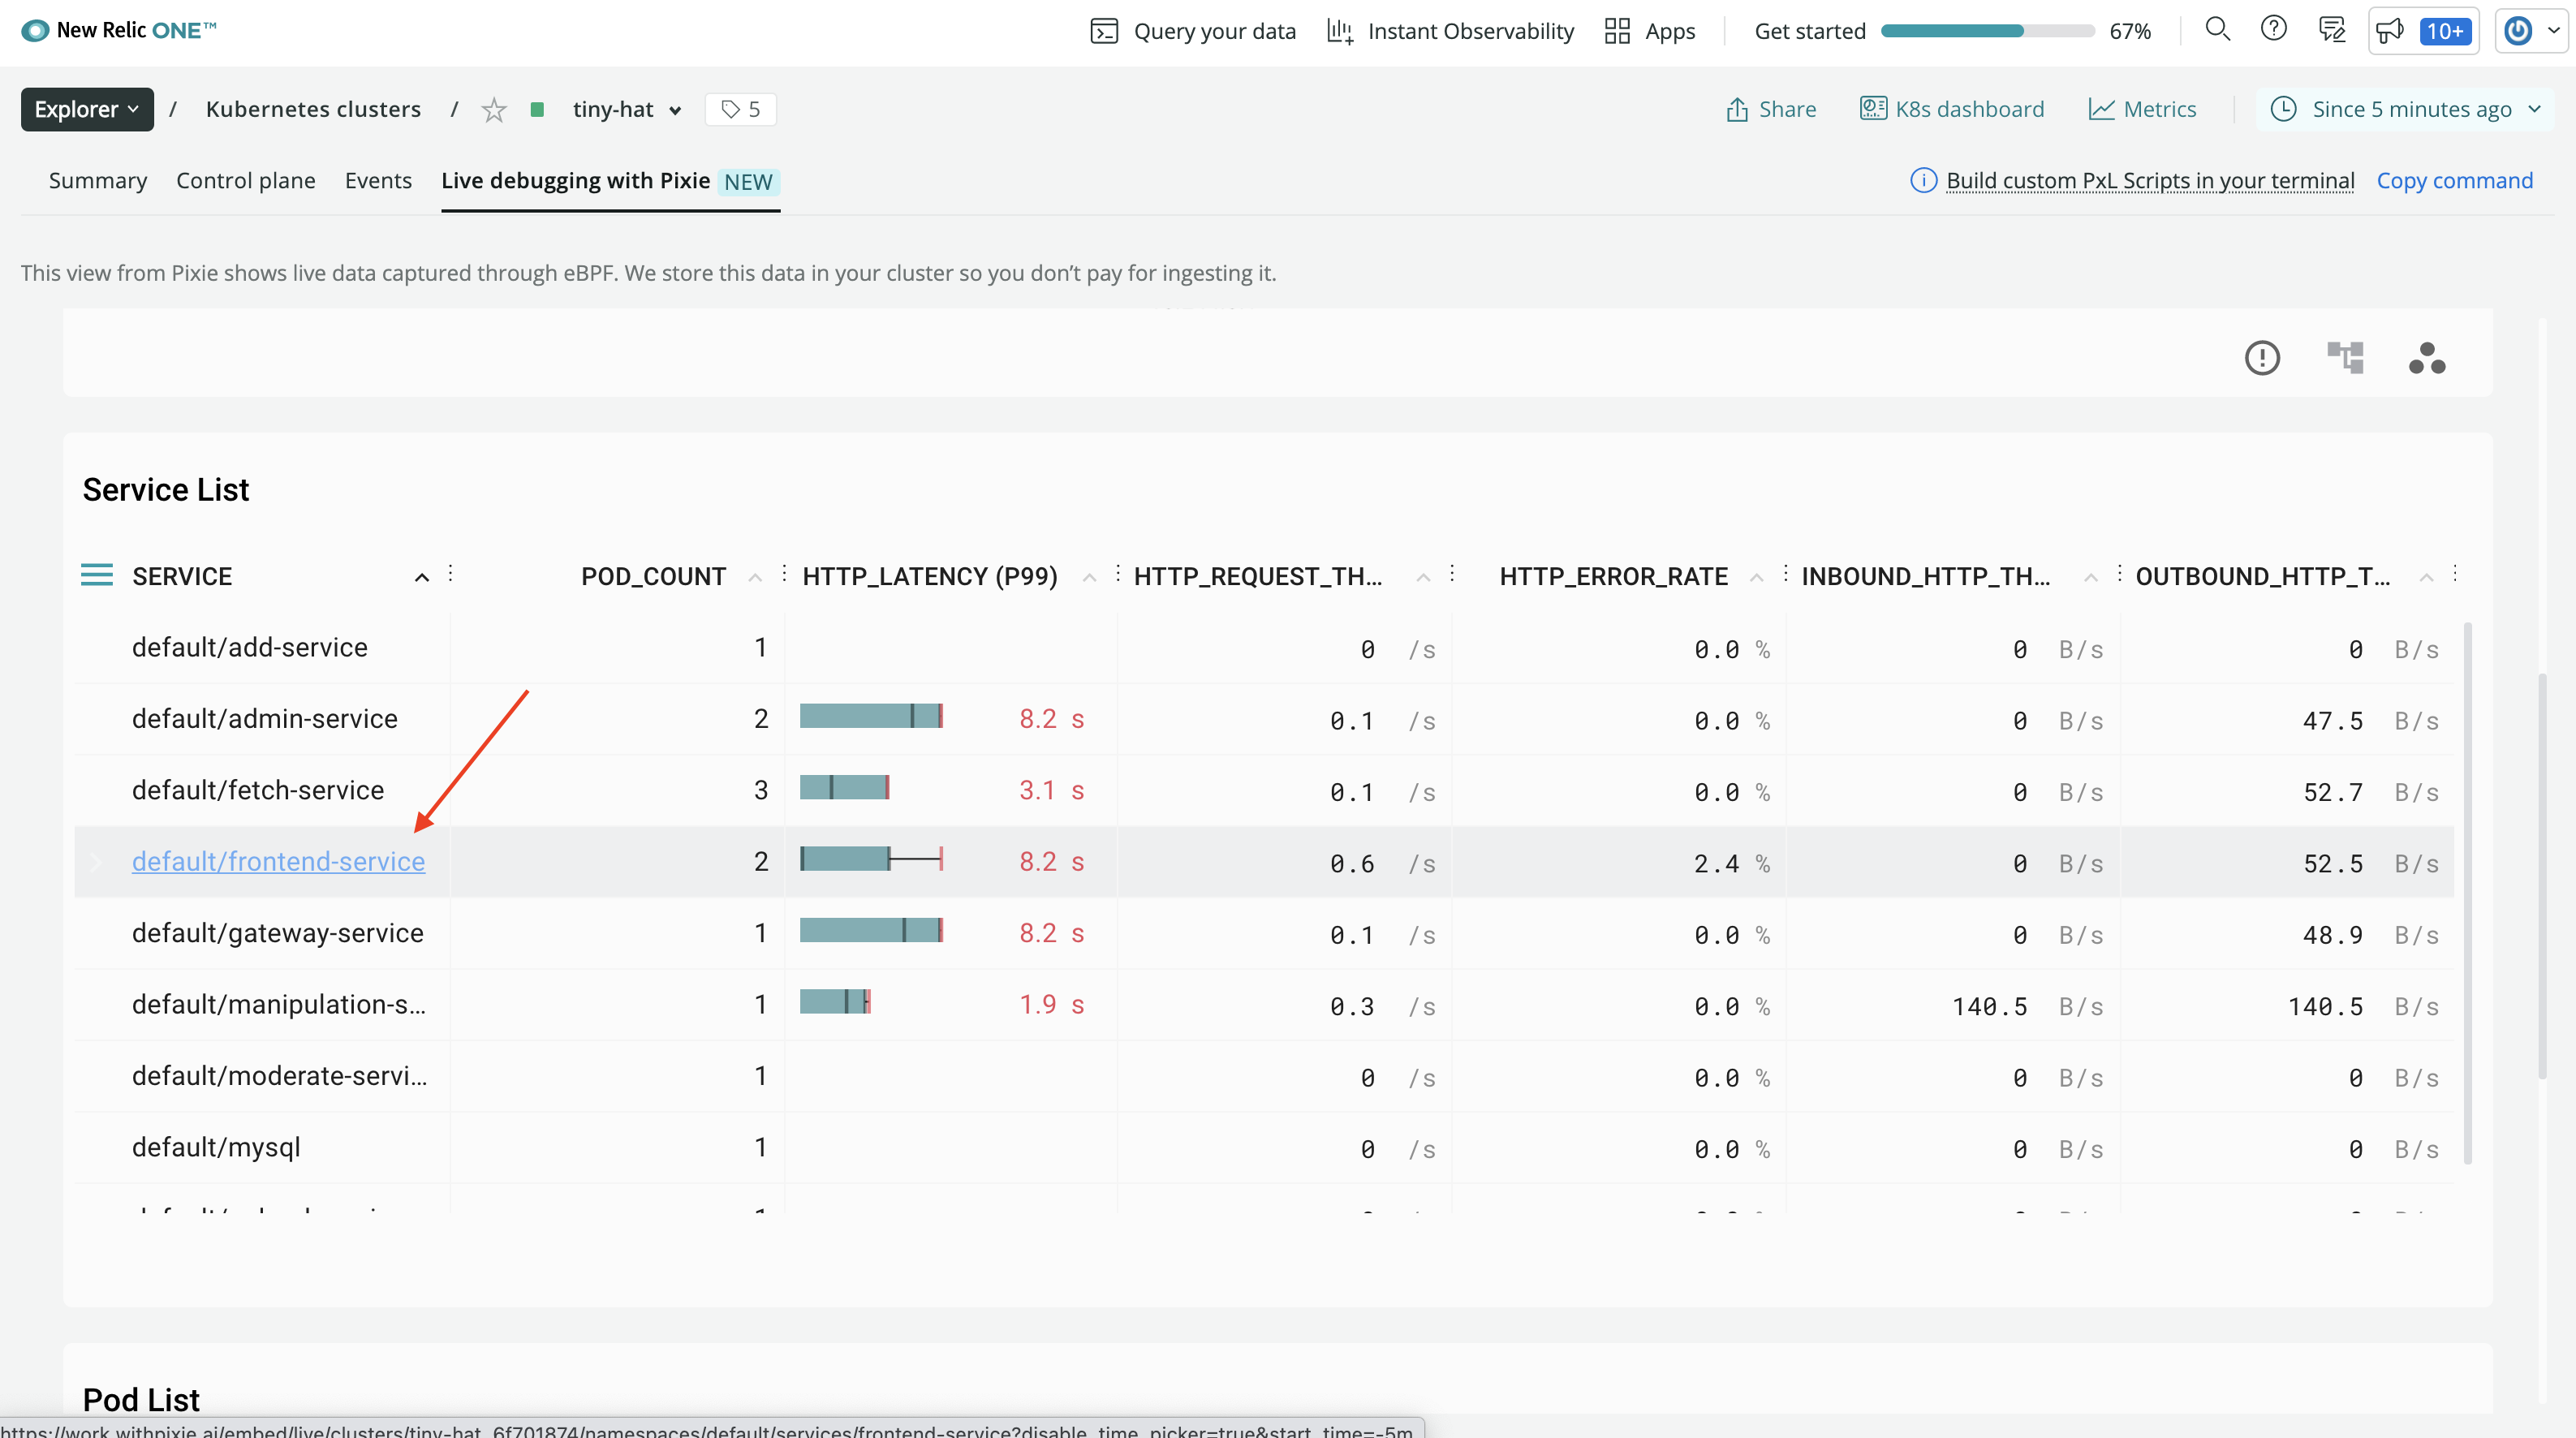 New Relic ONE™ Query your data Instant Observability Apps Get started 67% 10+
Explorer / Kubernetes clusters / tiny-hat 5 Share K8s dashboard Metrics Since 5 minutes ago
Summary Control plane Events Live debugging with Pixie NEW Build custom PxL Scripts in your terminal Copy command
This view from Pixie shows live data captured through eBPF. We store this data in your cluster so you don't pay for ingesting it.
Service List
SERVICE POD_COUNT HTTP_LATENCY (P99) HTTP_REQUEST_TH... HTTP_ERROR_RATE INBOUND_HTTP_TH... OUTBOUND_HTTP_T...
default/add-service 1 0 /s 0.0 % 0 B/s 0 B/s
default/admin-service 2 8.2 s 0.1 /s 0.0 % 0 B/s 47.5 B/s
default/fetch-service 3 3.1 s 0.1 /s 0.0 % 0 B/s 52.7 B/s
default/frontend-service 2 8.2 s 0.6 /s 2.4 % 0 B/s 52.5 B/s
default/gateway-service 1 8.2 s 0.1 /s 0.0 % 0 B/s 48.9 B/s
default/manipulation-s... 1 1.9 s 0.3 /s 0.0 % 140.5 B/s 140.5 B/s
default/moderate-servi... 1 0 /s 0.0 % 0 B/s 0 B/s
default/mysql 1 0 /s 0.0 % 0 B/s 0 B/s
Pod List
https://work.withpixie.ai/embed/live/clusters/tiny-hat_6f701874/namespaces/default/services/frontend-service?disable_time_picker=true&start_time=-5m